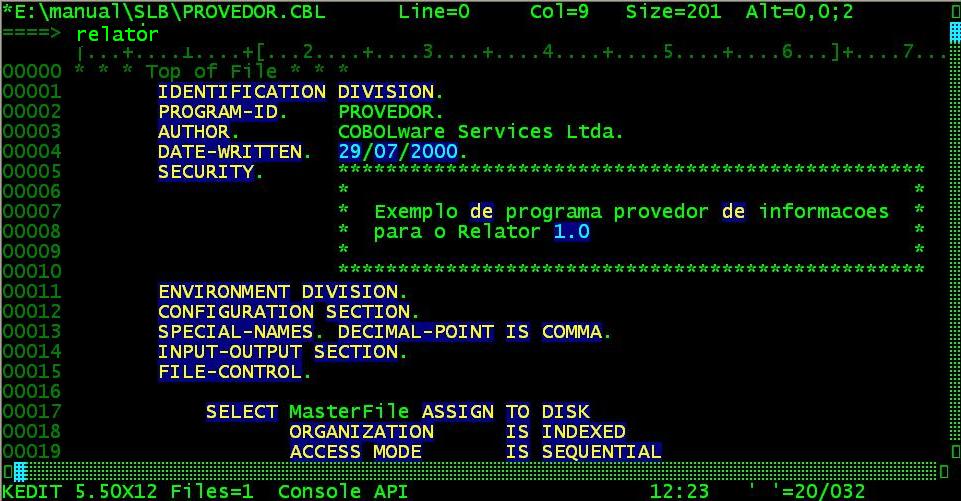 *E:\manual\SLB\PROVEDOR.CBL Line=0 Col=9 Size=201 Alt=0,0;2
====> relator
|...+....1....+[...2....+....3....+....4....+....5....+....6....]+....7...
00000 * * * Top of File * * *
00001 IDENTIFICATION DIVISION.
00002 PROGRAM-ID. PROVEDOR.
00003 AUTHOR. COBOLware Services Ltda.
00004 DATE-WRITTEN. 29/07/2000.
00005 SECURITY. *************************************************
00006 * *
00007 * Exemplo de programa provedor de informacoes *
00008 * para o Relator 1.0 *
00009 * *
00010 *************************************************
00011 ENVIRONMENT DIVISION.
00012 CONFIGURATION SECTION.
00013 SPECIAL-NAMES. DECIMAL-POINT IS COMMA.
00014 INPUT-OUTPUT SECTION.
00015 FILE-CONTROL.
00016
00017 SELECT MasterFile ASSIGN TO DISK
00018 ORGANIZATION IS INDEXED
00019 ACCESS MODE IS SEQUENTIAL
KEDIT 5.50X12 Files=1 Console API 12:23 ' '=20/032